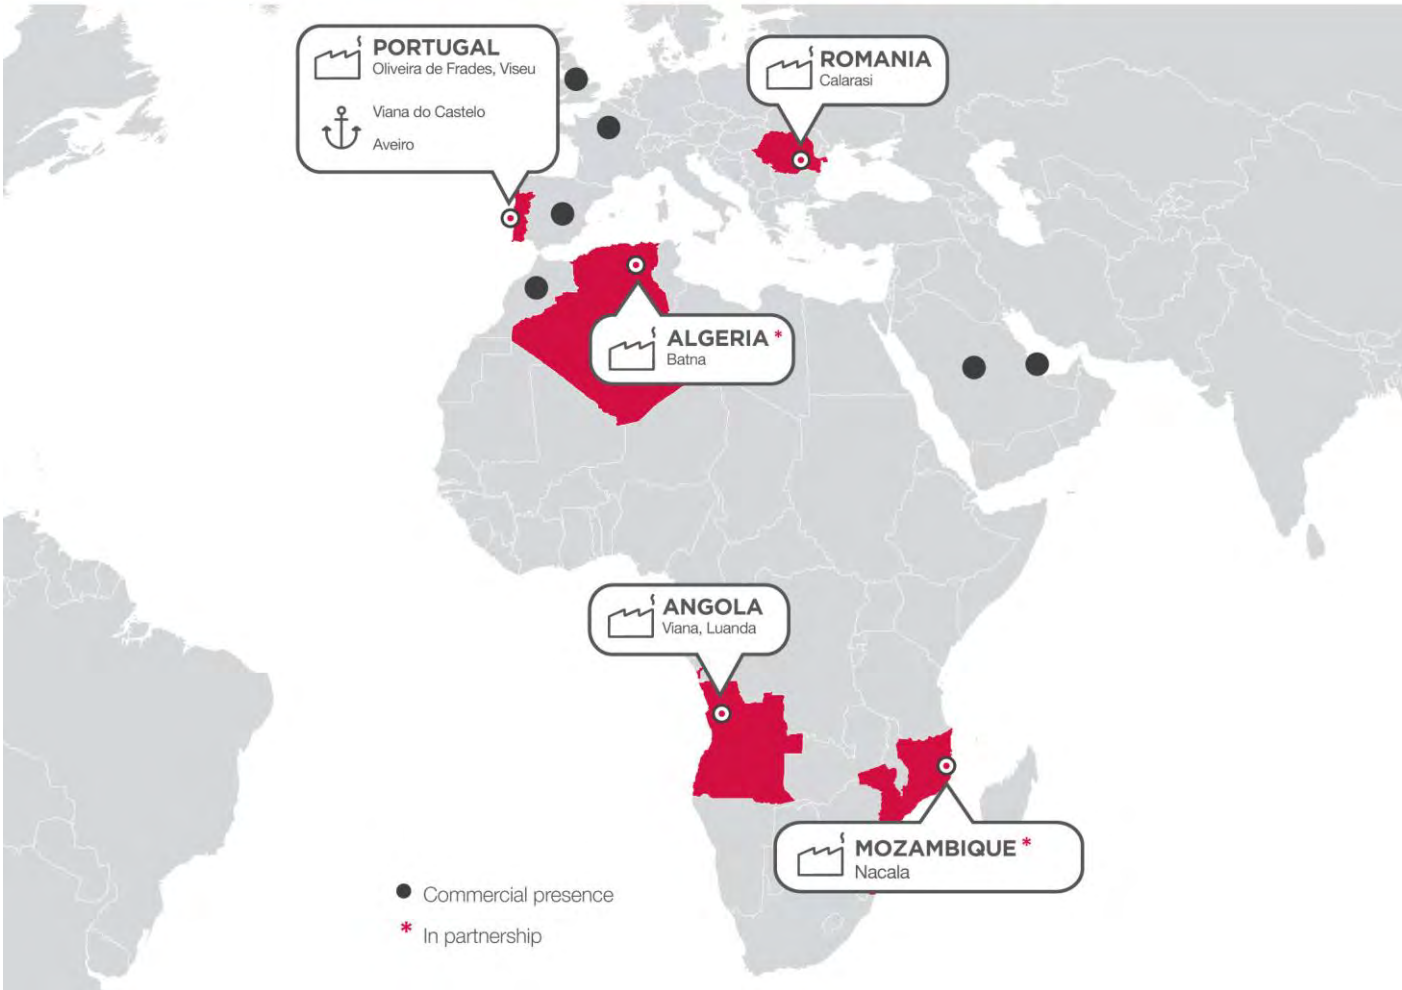 PORTUGAL
Oliveira de Frades, Viseu
Viana do Castelo
Aveiro
ROMANIA
Calarasi
ALGERIA *
Batna
ANGOLA
Viana, Luanda
MOZAMBIQUE *
Nacala
Commercial presence
* In partnership